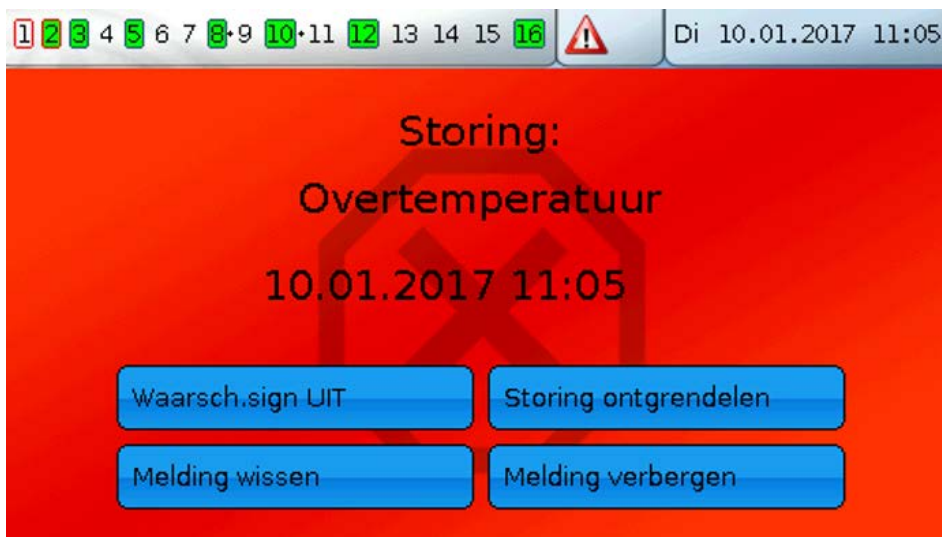 1 2 3 4 5 6 7 8·9 10·11 12 13 14 15 16 Di 10.01.2017 11:05
Storing:
Overtemperatuur
10.01.2017 11:05
Waarsch.sign UIT Storing ontgrendelen
Melding wissen Melding verbergen